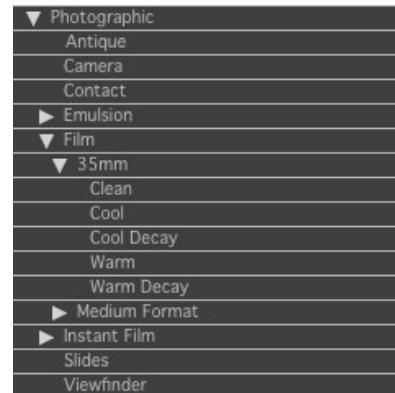 Photographic
Antique
Camera
Contact
Emulsion
Film
35mm
Clean
Cool
Cool Decay
Warm
Warm Decay
Medium Format
Instant Film
Slides
Viewfinder